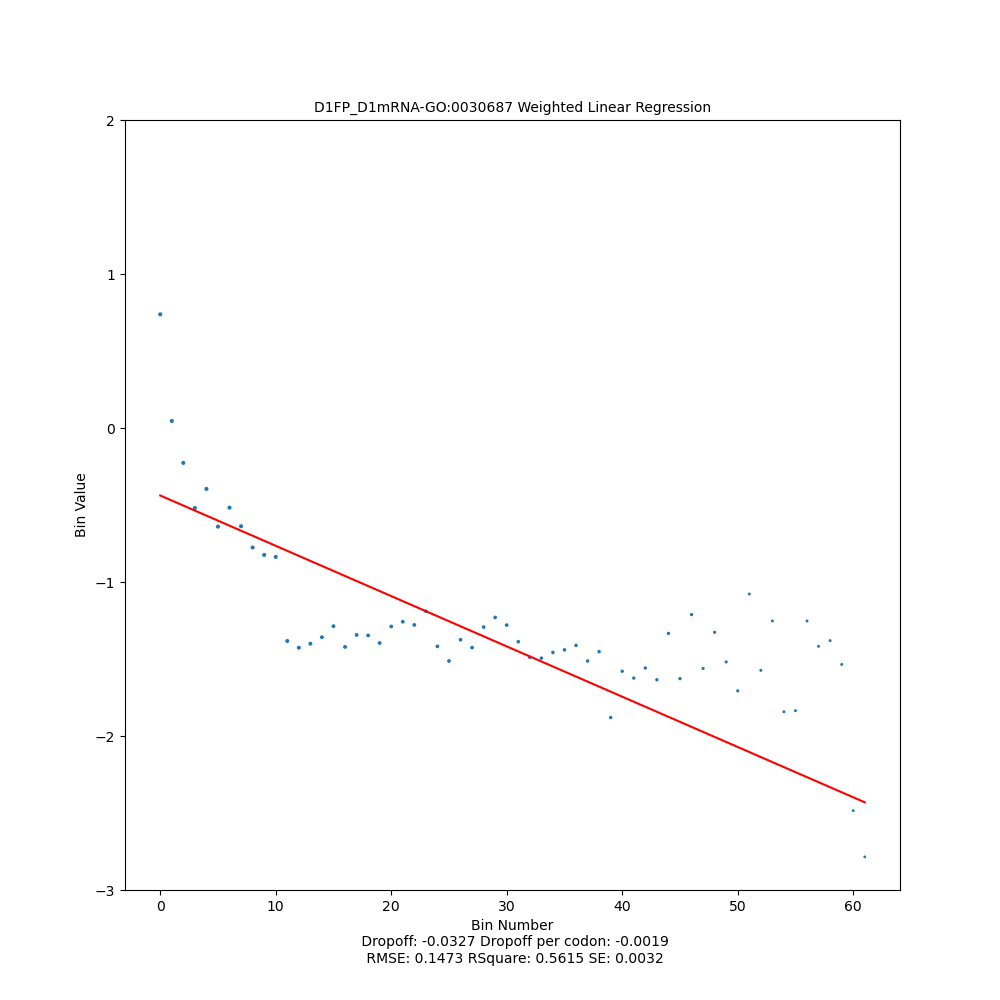 D1FP_D1mRNA-GO:0030687 Weighted Linear Regression
2
1
0
−1
−2
−3
Bin Value
0 10 20 30 40 50 60
Bin Number
Dropoff: -0.0327 Dropoff per codon: -0.0019
RMSE: 0.1473 RSquare: 0.5615 SE: 0.0032